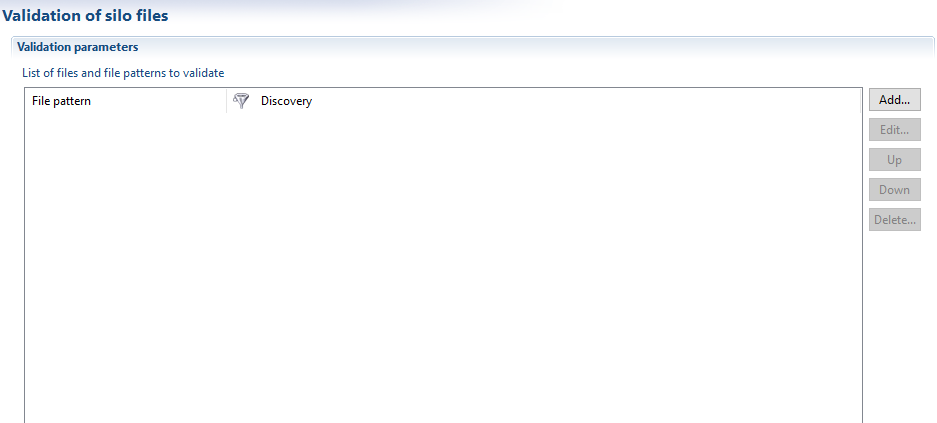 Validation of silo files
Validation parameters
List of files and file patterns to validate
File pattern
Discovery
Add...
Edit...
Up
Down
Delete...